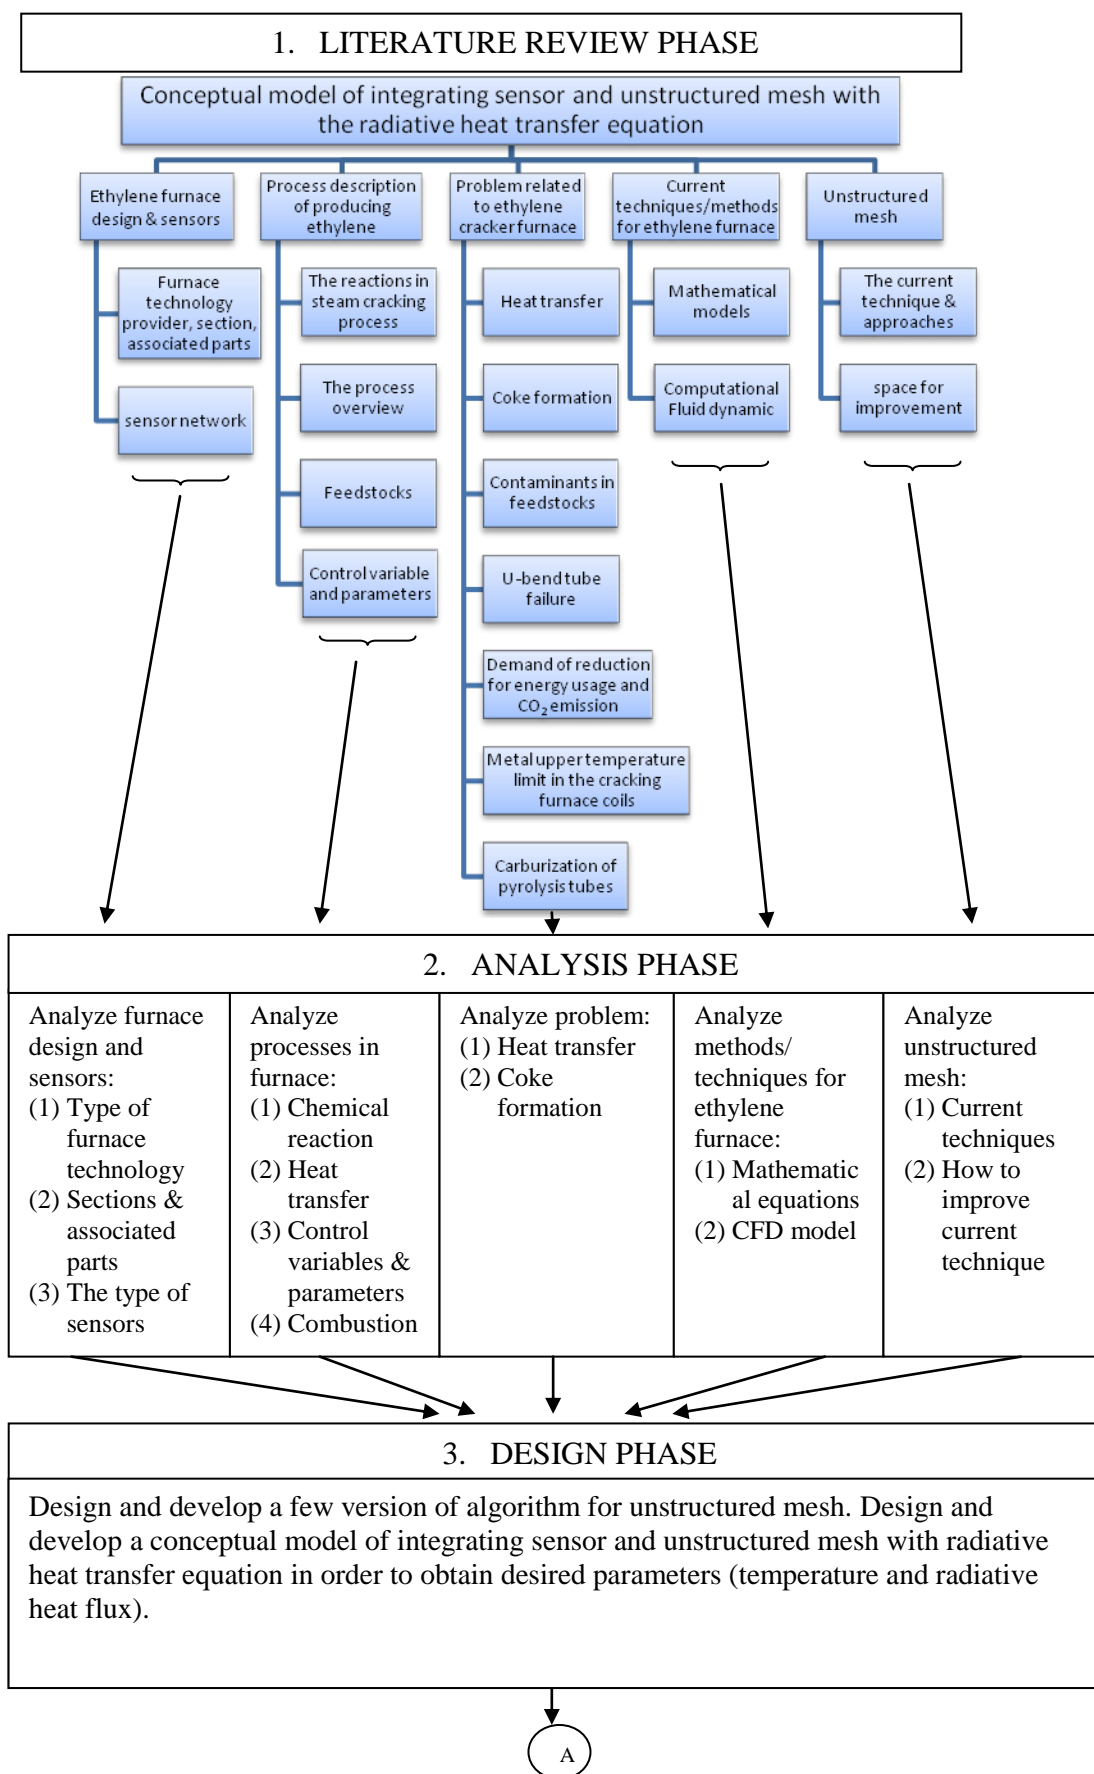 1. LITERATURE REVIEW PHASE
Conceptual model of integrating sensor and unstructured mesh with
the radiative heat transfer equation
Ethylene furnace
design & sensors
Furnace
technology
provider, section,
associated parts
sensor network
Process description
of producing
ethylene
The reactions in
steam cracking
process
The process
overview
Feedstocks
Control variable
and parameters
Problem related
to ethylene
cracker furnace
Heat transfer
Coke formation
Contaminants in
feedstocks
U-bend tube
failure
Demand of reduction
for energy usage and
CO₂ emission
Metal upper temperature
limit in the cracking
furnace coils
Carburization of
pyrolysis tubes
Current
techniques/methods
for ethylene furnace
Mathematical
models
Computational
Fluid dynamic
Unstructured
mesh
The current
technique &
approaches
space for
improvement
2. ANALYSIS PHASE
Analyze furnace
design and
sensors:
(1) Type of
furnace
technology
(2) Sections &
associated
parts
(3) The type of
sensors
Analyze
processes in
furnace:
(1) Chemical
reaction
(2) Heat
transfer
(3) Control
variables &
parameters
(4) Combustion
Analyze problem:
(1) Heat transfer
(2) Coke
formation
Analyze
methods/
techniques for
ethylene
furnace:
(1) Mathematic
al equations
(2) CFD model
Analyze
unstructured
mesh:
(1) Current
techniques
(2) How to
improve
current
technique
3. DESIGN PHASE
Design and develop a few version of algorithm for unstructured mesh. Design and
develop a conceptual model of integrating sensor and unstructured mesh with radiative
heat transfer equation in order to obtain desired parameters (temperature and radiative
heat flux).
A